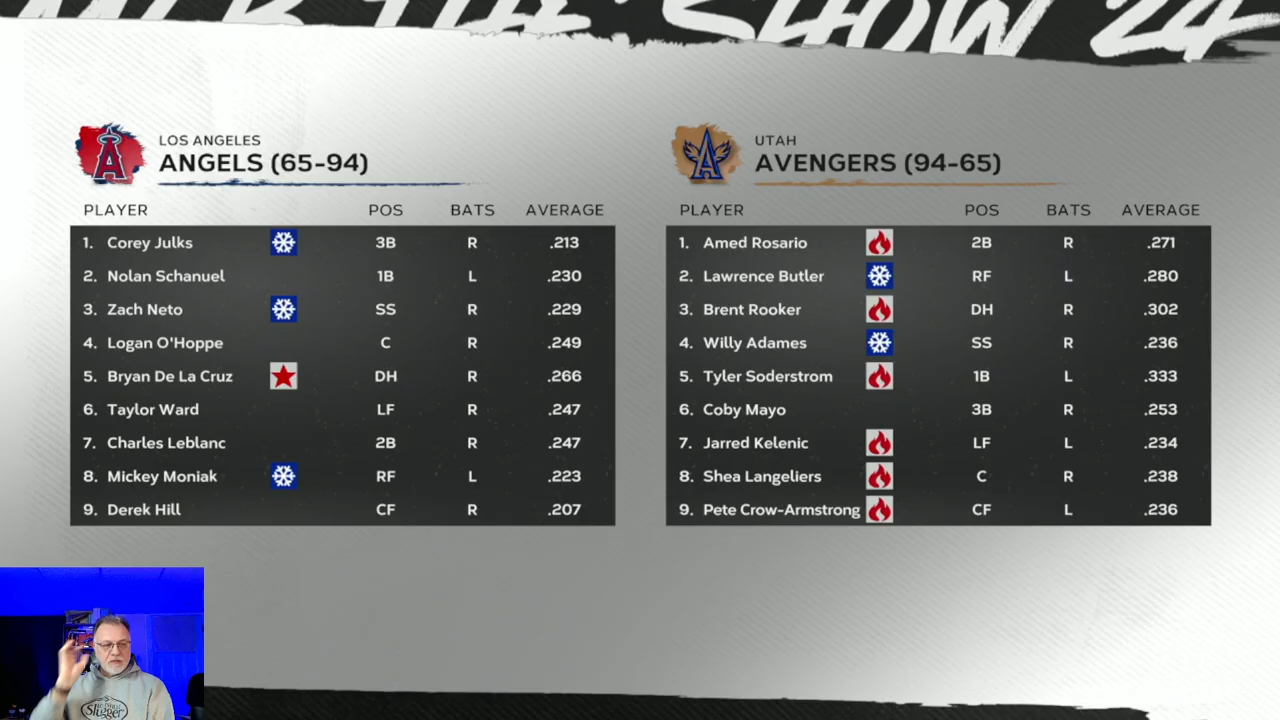 MLB THE SHOW 24
LOS ANGELES
ANGELS (65-94)
PLAYER POS BATS AVERAGE
1. Corey Julks 3B R .213
2. Nolan Schanuel 1B L .230
3. Zach Neto SS R .229
4. Logan O'Hoppe C R .249
5. Bryan De La Cruz DH R .266
6. Taylor Ward LF R .247
7. Charles Leblanc 2B R .247
8. Mickey Moniak RF L .223
9. Derek Hill CF R .207
UTAH
AVENGERS (94-65)
PLAYER POS BATS AVERAGE
1. Amed Rosario 2B R .271
2. Lawrence Butler RF L .280
3. Brent Rooker DH R .302
4. Willy Adames SS R .236
5. Tyler Soderstrom 1B L .333
6. Coby Mayo 3B R .253
7. Jarred Kelenic LF L .234
8. Shea Langeliers C R .238
9. Pete Crow-Armstrong CF L .236
Slugger